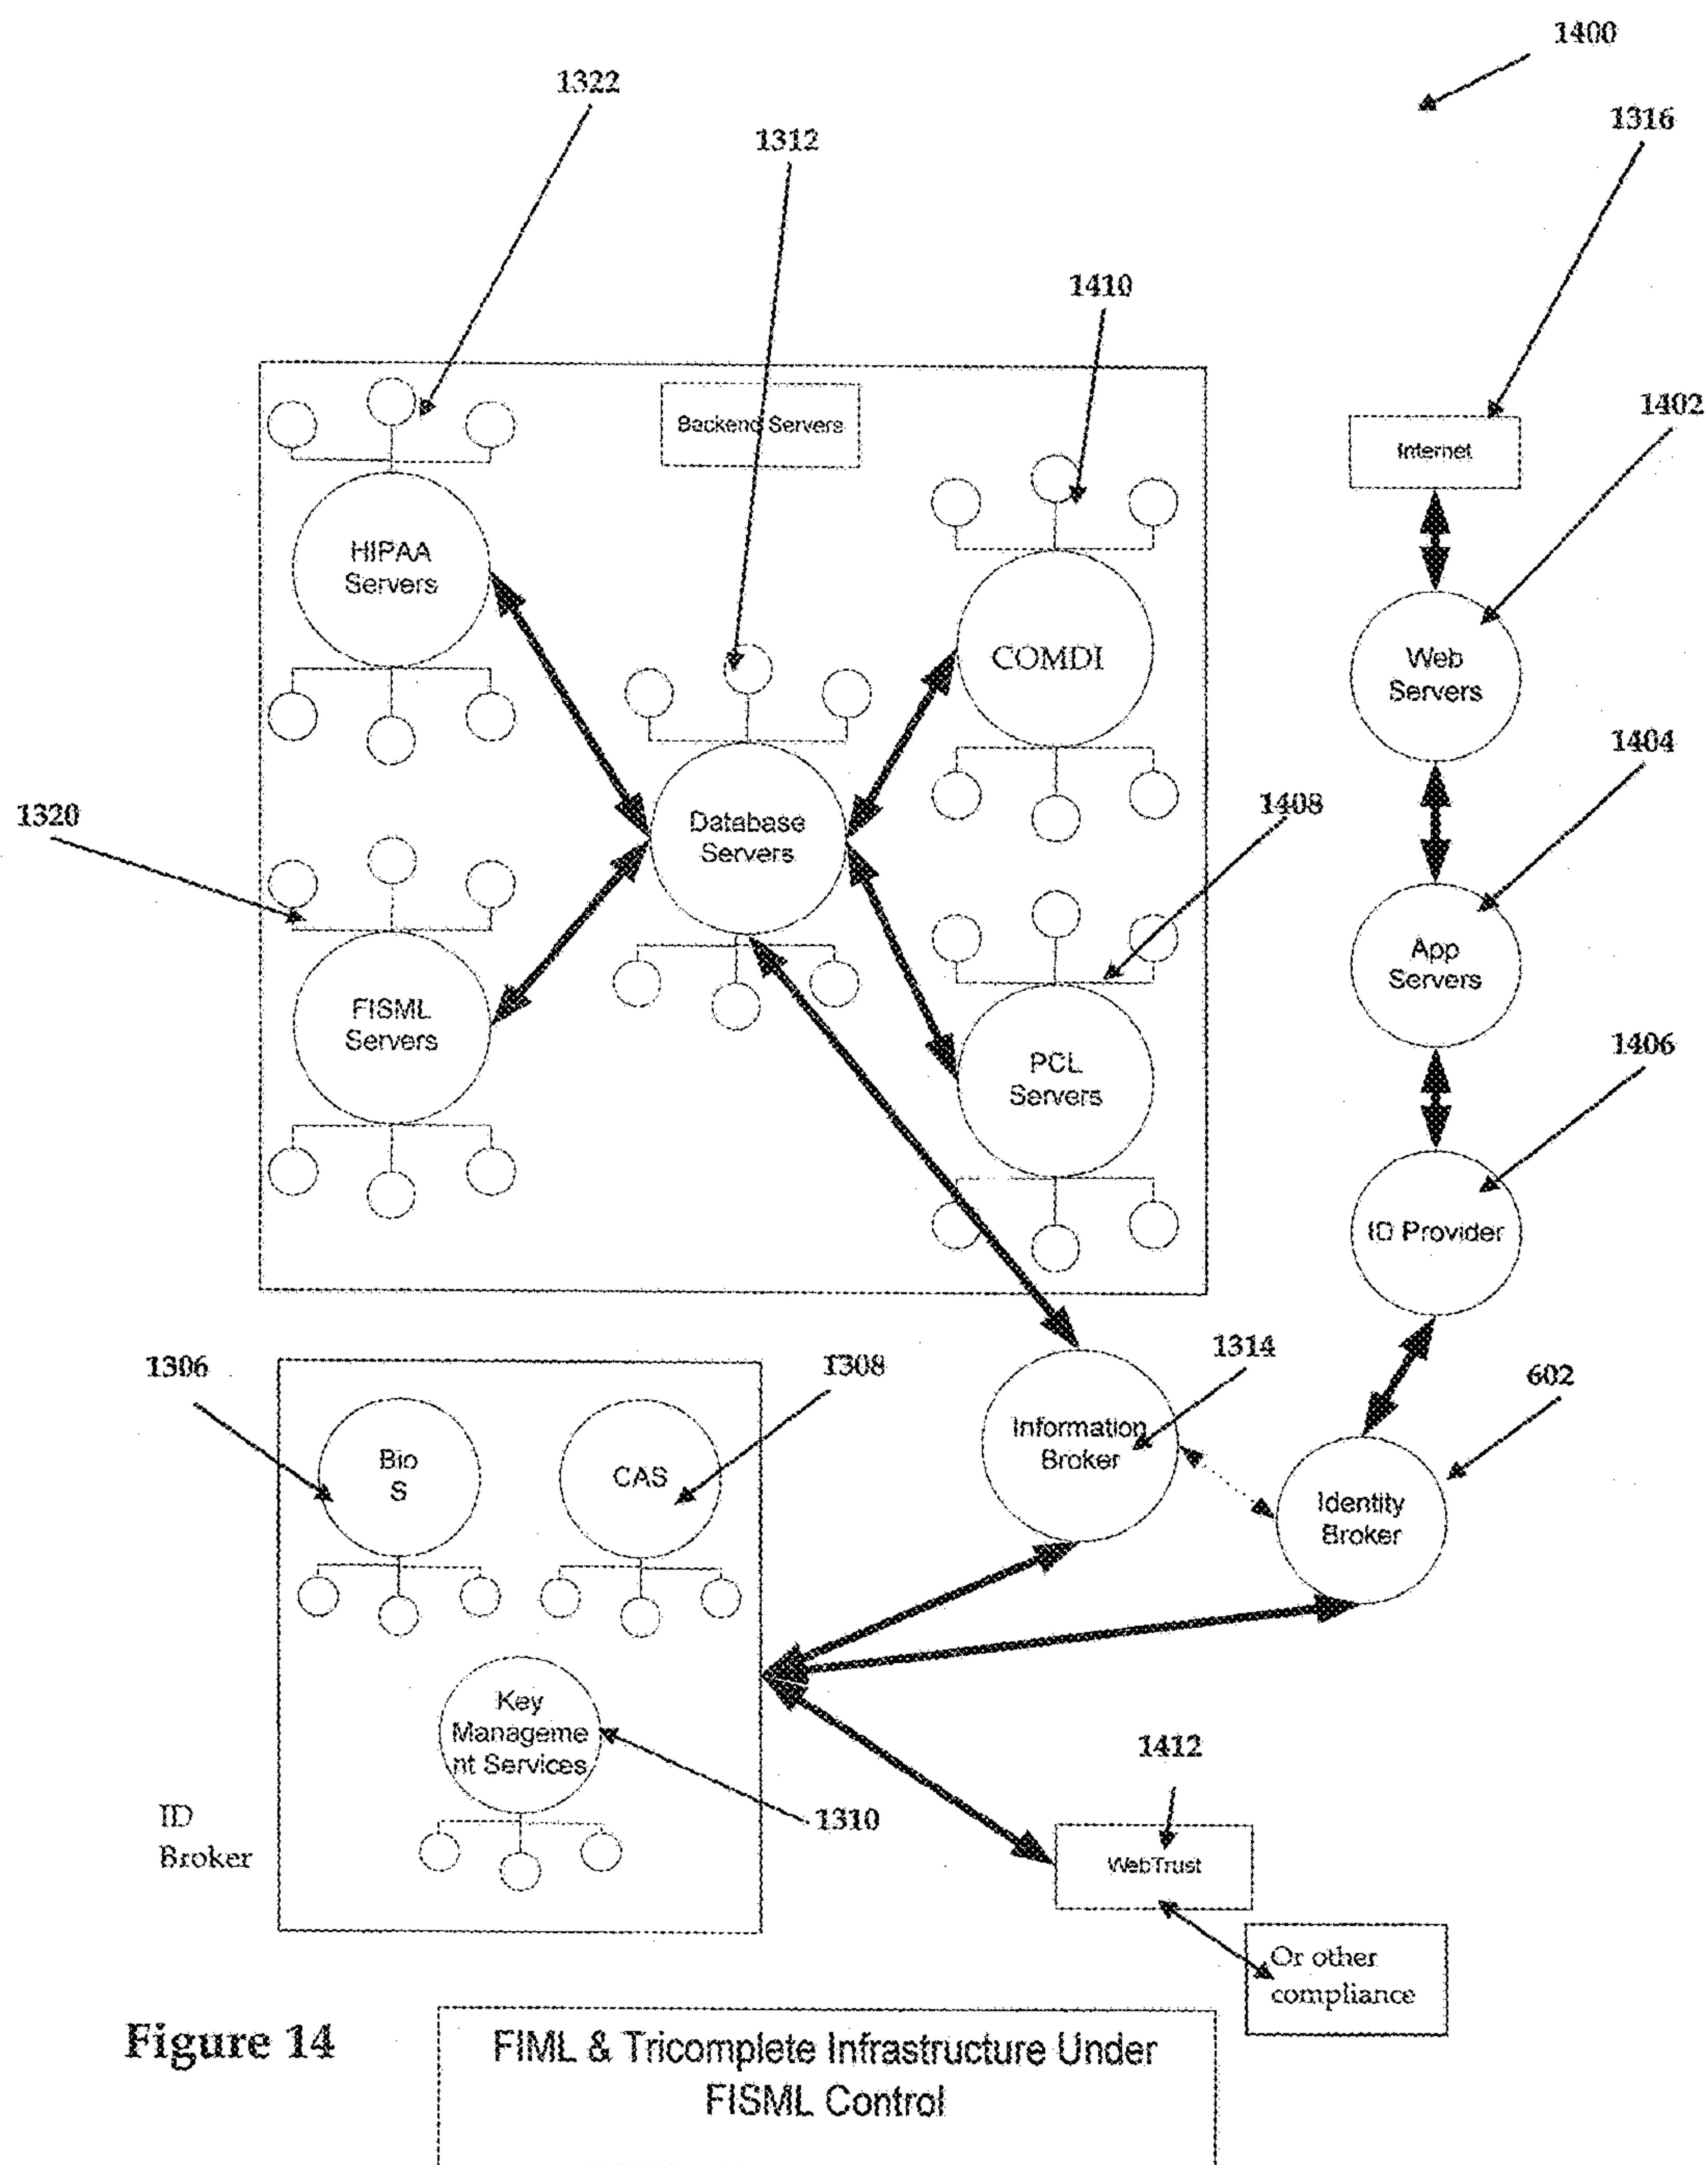 1400
1322
1316
1312
1410
1402
Backend Servers
Internet
HIPAA
Servers
COMDI
Web
Servers
1404
1320
1408
Database
Servers
App
Servers
FISML
Servers
1406
PCL
Servers
ID Provider
1306
1308
1314
602
Information
Broker
Bio
S
CAS
Identity
Broker
Key
Manageme
nt Services
1412
ID
Broker
1310
WebTrust
Or other
compliance
Figure 14
FIML & Tricomplete Infrastructure Under
FISML Control